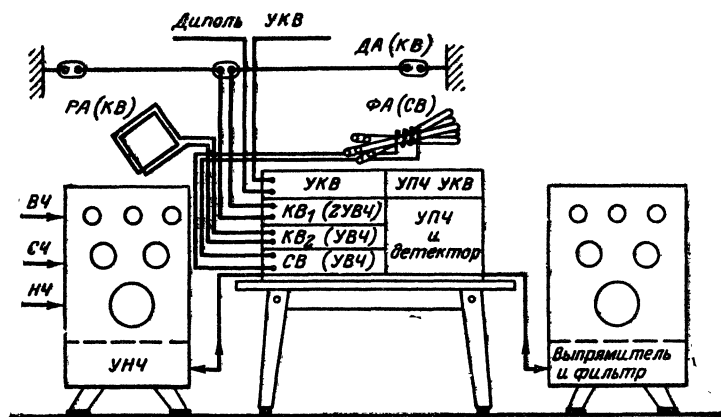 Диполь УКВ
ДА (КВ)
РА (КВ)
ФА (СВ)
УКВ
УПЧ УКВ
КВ1 (2УВЧ)
КВ2 (УВЧ)
СВ (УВЧ)
УПЧ
и
детектор
ВЧ
СЧ
НЧ
УНЧ
Выпрямитель
и фильтр